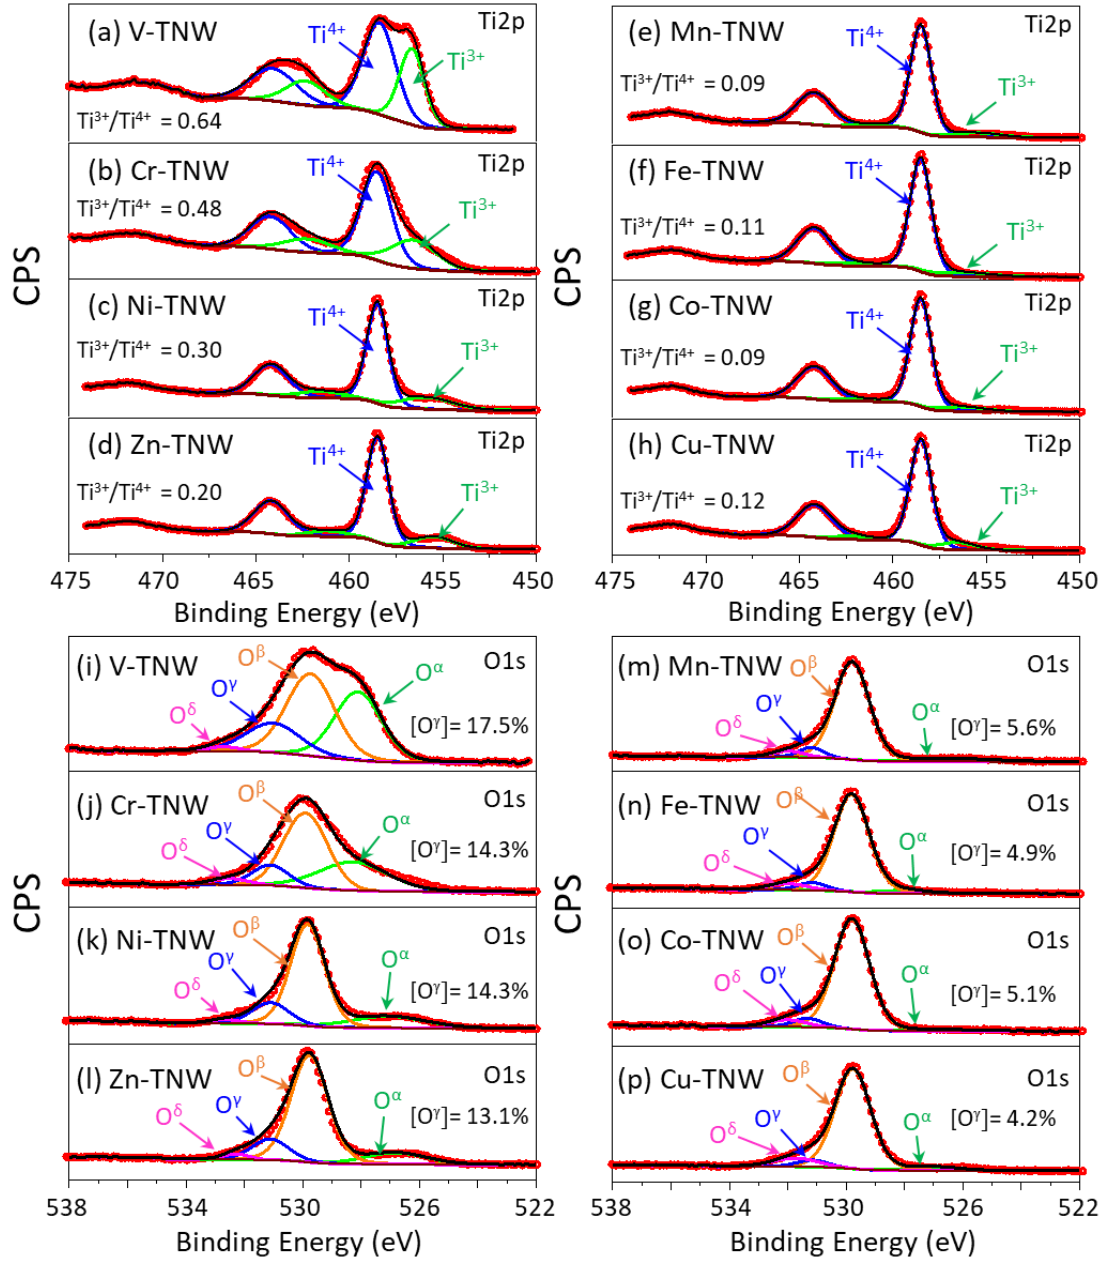 (a) V-TNW
Ti2p
Ti⁴⁺
Ti³⁺
Ti³⁺/Ti⁴⁺ = 0.64
(b) Cr-TNW
Ti2p
Ti⁴⁺
Ti³⁺
Ti³⁺/Ti⁴⁺ = 0.48
(c) Ni-TNW
Ti2p
Ti⁴⁺
Ti³⁺
Ti³⁺/Ti⁴⁺ = 0.30
(d) Zn-TNW
Ti2p
Ti⁴⁺
Ti³⁺
Ti³⁺/Ti⁴⁺ = 0.20
CPS
475 470 465 460 455 450
Binding Energy (eV)
(e) Mn-TNW
Ti2p
Ti⁴⁺
Ti³⁺
Ti³⁺/Ti⁴⁺ = 0.09
(f) Fe-TNW
Ti2p
Ti⁴⁺
Ti³⁺
Ti³⁺/Ti⁴⁺ = 0.11
(g) Co-TNW
Ti2p
Ti⁴⁺
Ti³⁺
Ti³⁺/Ti⁴⁺ = 0.09
(h) Cu-TNW
Ti2p
Ti⁴⁺
Ti³⁺
Ti³⁺/Ti⁴⁺ = 0.12
CPS
475 470 465 460 455 450
Binding Energy (eV)
(i) V-TNW
O1s
Oᵝ
Oᵅ
Oᵞ
Oᵟ
[Oᵞ]= 17.5%
(j) Cr-TNW
O1s
Oᵝ
Oᵅ
Oᵞ
Oᵟ
[Oᵞ]= 14.3%
(k) Ni-TNW
O1s
Oᵝ
Oᵅ
Oᵞ
Oᵟ
[Oᵞ]= 14.3%
(l) Zn-TNW
O1s
Oᵝ
Oᵅ
Oᵞ
Oᵟ
[Oᵞ]= 13.1%
CPS
538 534 530 526 522
Binding Energy (eV)
(m) Mn-TNW
O1s
Oᵝ
Oᵅ
Oᵞ
Oᵟ
[Oᵞ]= 5.6%
(n) Fe-TNW
O1s
Oᵝ
Oᵅ
Oᵞ
Oᵟ
[Oᵞ]= 4.9%
(o) Co-TNW
O1s
Oᵝ
Oᵅ
Oᵞ
Oᵟ
[Oᵞ]= 5.1%
(p) Cu-TNW
O1s
Oᵝ
Oᵅ
Oᵞ
Oᵟ
[Oᵞ]= 4.2%
CPS
538 534 530 526 522
Binding Energy (eV)